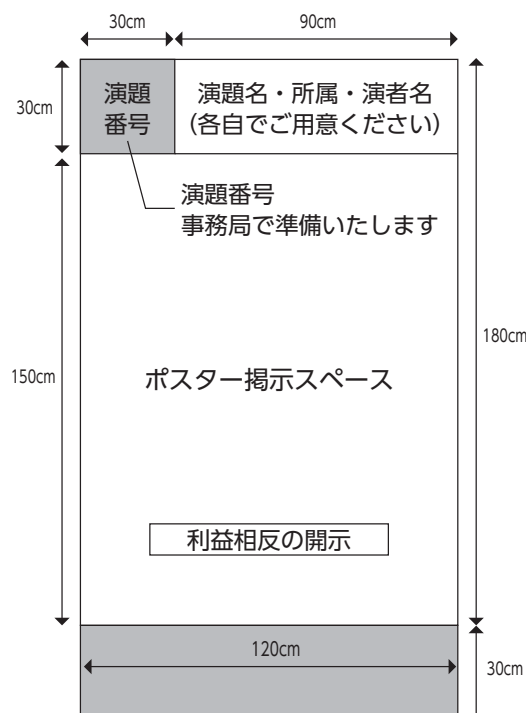 30cm
90cm
30cm
演題
番号
演題名・所属・演者名
（各自でご用意ください）
演題番号
事務局で準備いたします
150cm
ポスター掲示スペース
180cm
利益相反の開示
120cm
30cm